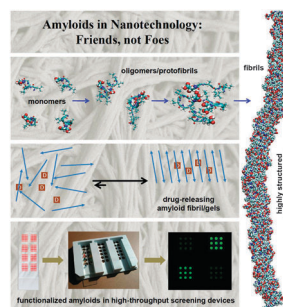 Amyloids in Nanotechnology:
Friends, not Foes
oligomers/protofibrils
fibrils
monomers
D
D
D
D
D
D
D
D
drug-releasing
amyloid fibril/gels
highly structured
functionalized amyloids in high-throughput screening devices